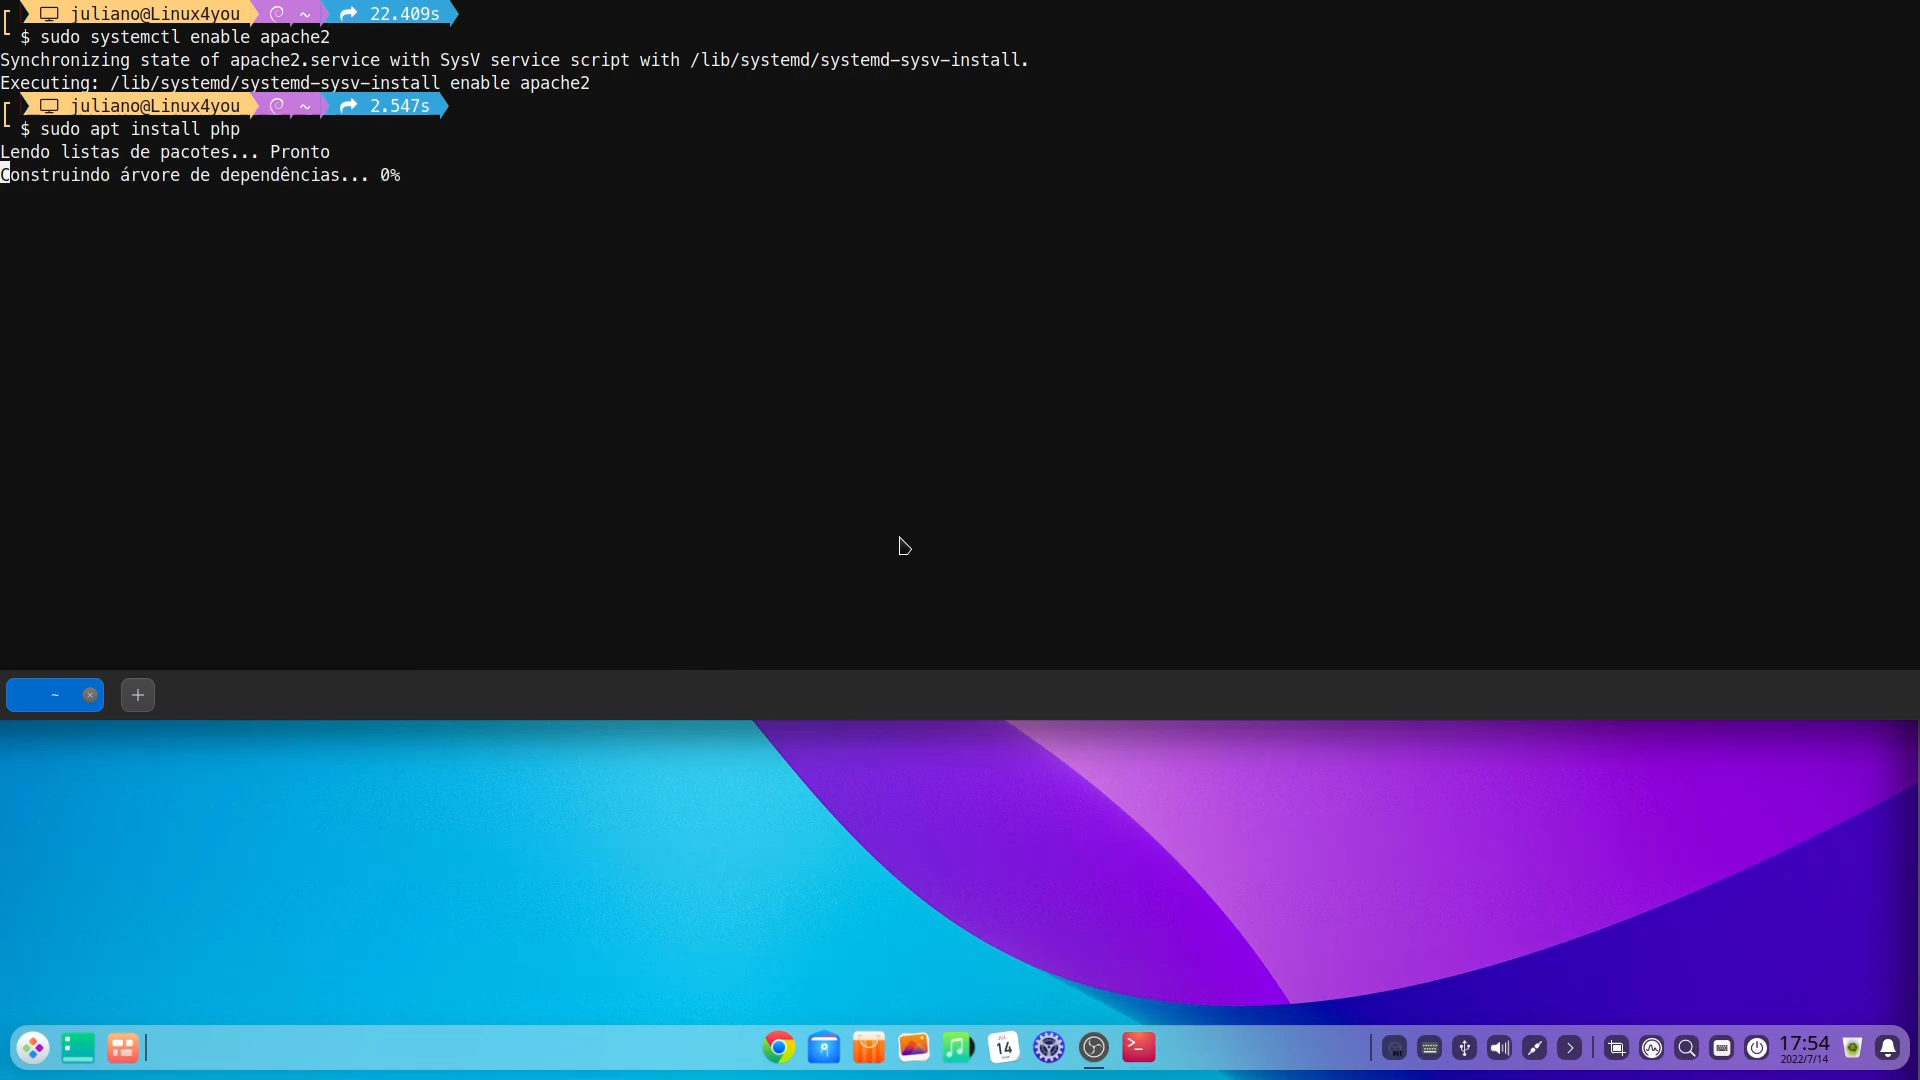 juliano@Linux4you ~ 22.409s
$ sudo systemctl enable apache2
Synchronizing state of apache2.service with SysV service script with /lib/systemd/systemd-sysv-install.
Executing: /lib/systemd/systemd-sysv-install enable apache2
juliano@Linux4you ~ 2.547s
$ sudo apt install php
Lendo listas de pacotes... Pronto
Construindo árvore de dependências... 0%
~
14
17:54
2022/7/14